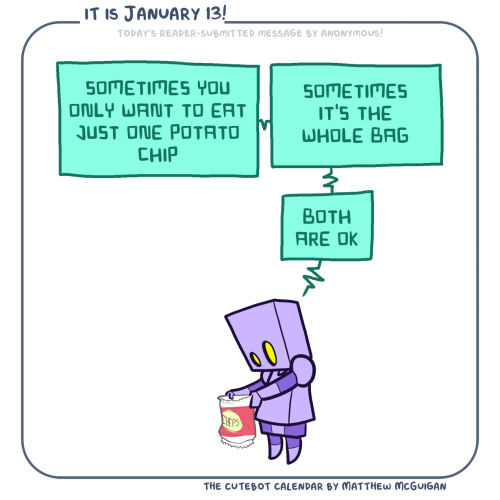 IT IS JANUARY 13!
TODAY'S READER-SUBMITTED MESSAGE BY ANONYMOUS!
SOMETIMES YOU
ONLY WANT TO EAT
JUST ONE POTATO
CHIP
SOMETIMES
IT'S THE
WHOLE BAG
BOTH
ARE OK
CHIPS
THE CUTEBOT CALENDAR BY MATTHEW MCGUIGAN